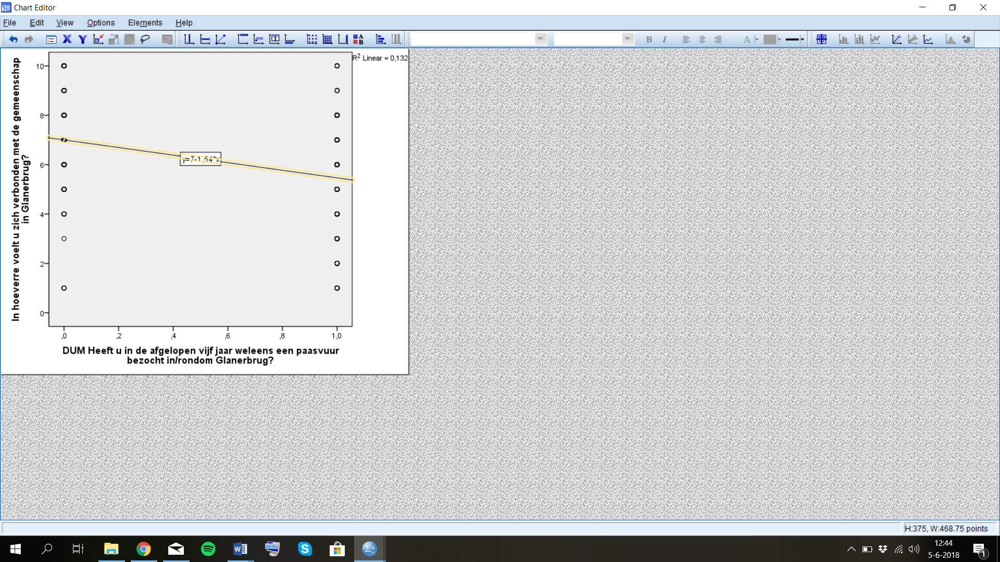 Chart Editor
File Edit View Options Elements Help
R² Linear = 0,132
In hoeverre voelt u zich verbonden met de gemeenschap
in Glanerbrug?
10
8
6
4
2
0
y=7-1,54*x
,0 ,2 ,4 ,6 ,8 1,0
DUM Heeft u in de afgelopen vijf jaar weleens een paasvuur
bezocht in/rondom Glanerbrug?
H:375, W:468.75 points
12:44
5-6-2018
1